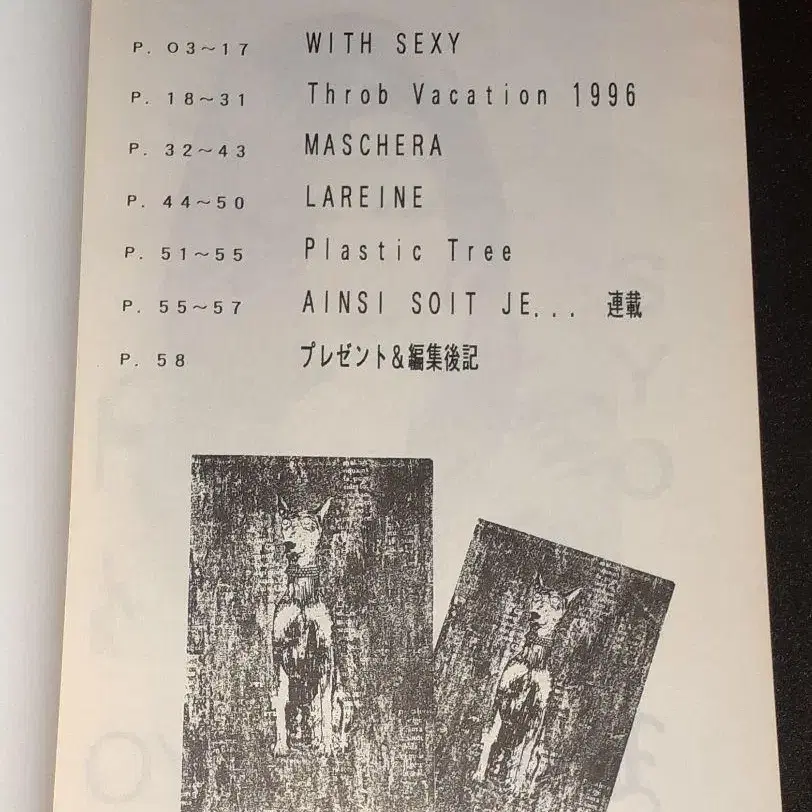 P. 03~17 WITH SEXY
P. 18~31 Throb Vacation 1996
P. 32~43 MASCHERA
P. 44~50 LAREINE
P. 51~55 Plastic Tree
P. 55~57 AINSI SOIT JE... 連載
P. 58 プレゼント&編集後記